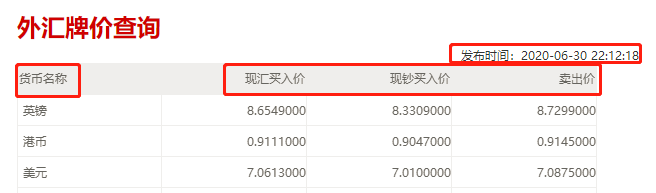 外汇牌价查询
发布时间：2020-06-30 22:12:18
货币名称 现汇买入价 现钞买入价 卖出价
英镑 8.6549000 8.3309000 8.7299000
港币 0.9111000 0.9047000 0.9145000
美元 7.0613000 7.0100000 7.0875000